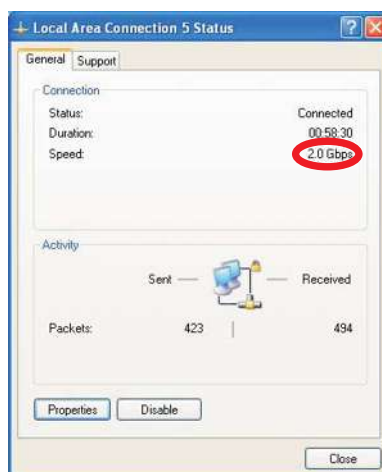 Local Area Connection 5 Status
General Support
Connection
Status: Connected
Duration: 00:58:30
Speed: 2.0 Gbps
Activity
Sent — — Received
Packets: 423 494
Properties Disable
Close